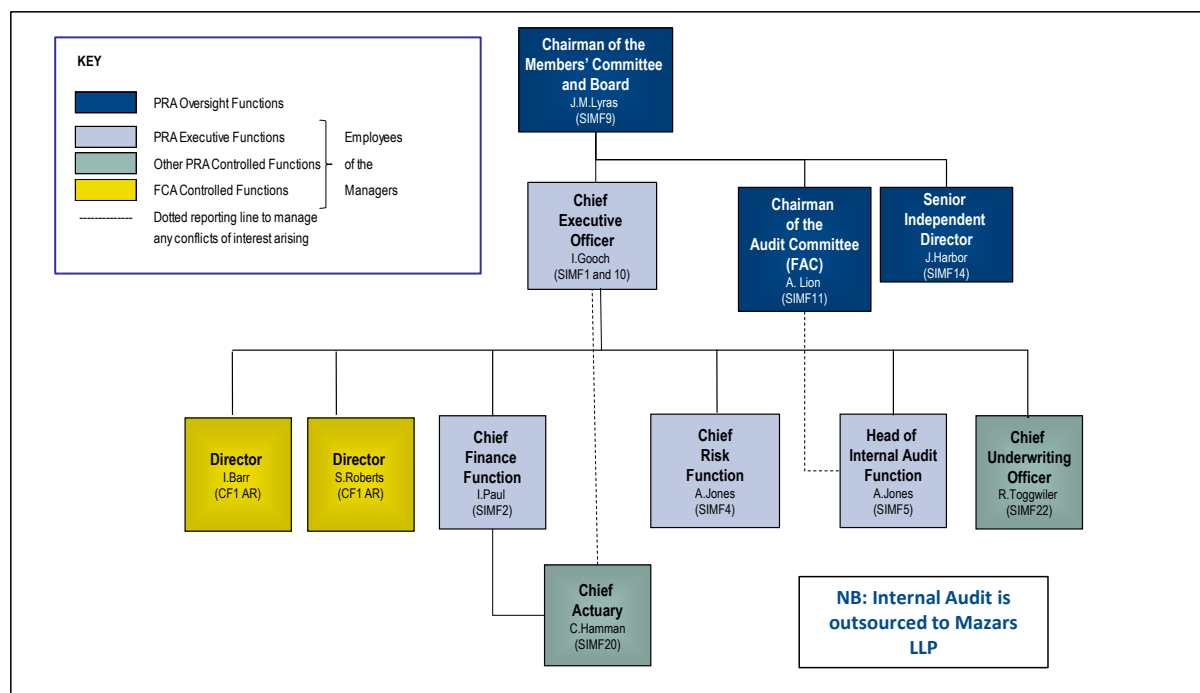 KEY
PRA Oversight Functions
PRA Executive Functions
Other PRA Controlled Functions
FCA Controlled Functions
Employees
of the
Managers
--------------- Dotted reporting line to manage
any conflicts of interest arising
Chairman of the
Members' Committee
and Board
J.M.Lyras
(SIMF9)
Chief
Executive
Officer
I.Gooch
(SIMF1 and 10)
Chairman
of the
Audit Committee
(FAC)
A. Lion
(SIMF11)
Senior
Independent
Director
J.Harbor
(SIMF14)
Director
I.Barr
(CF1 AR)
Director
S.Roberts
(CF1 AR)
Chief
Finance
Function
I.Paul
(SIMF2)
Chief
Risk
Function
A.Jones
(SIMF4)
Head of
Internal Audit
Function
A.Jones
(SIMF5)
Chief
Underwriting
Officer
R.Toggwiler
(SIMF22)
Chief
Actuary
C.Hamman
(SIMF20)
NB: Internal Audit is
outsourced to Mazars
LLP